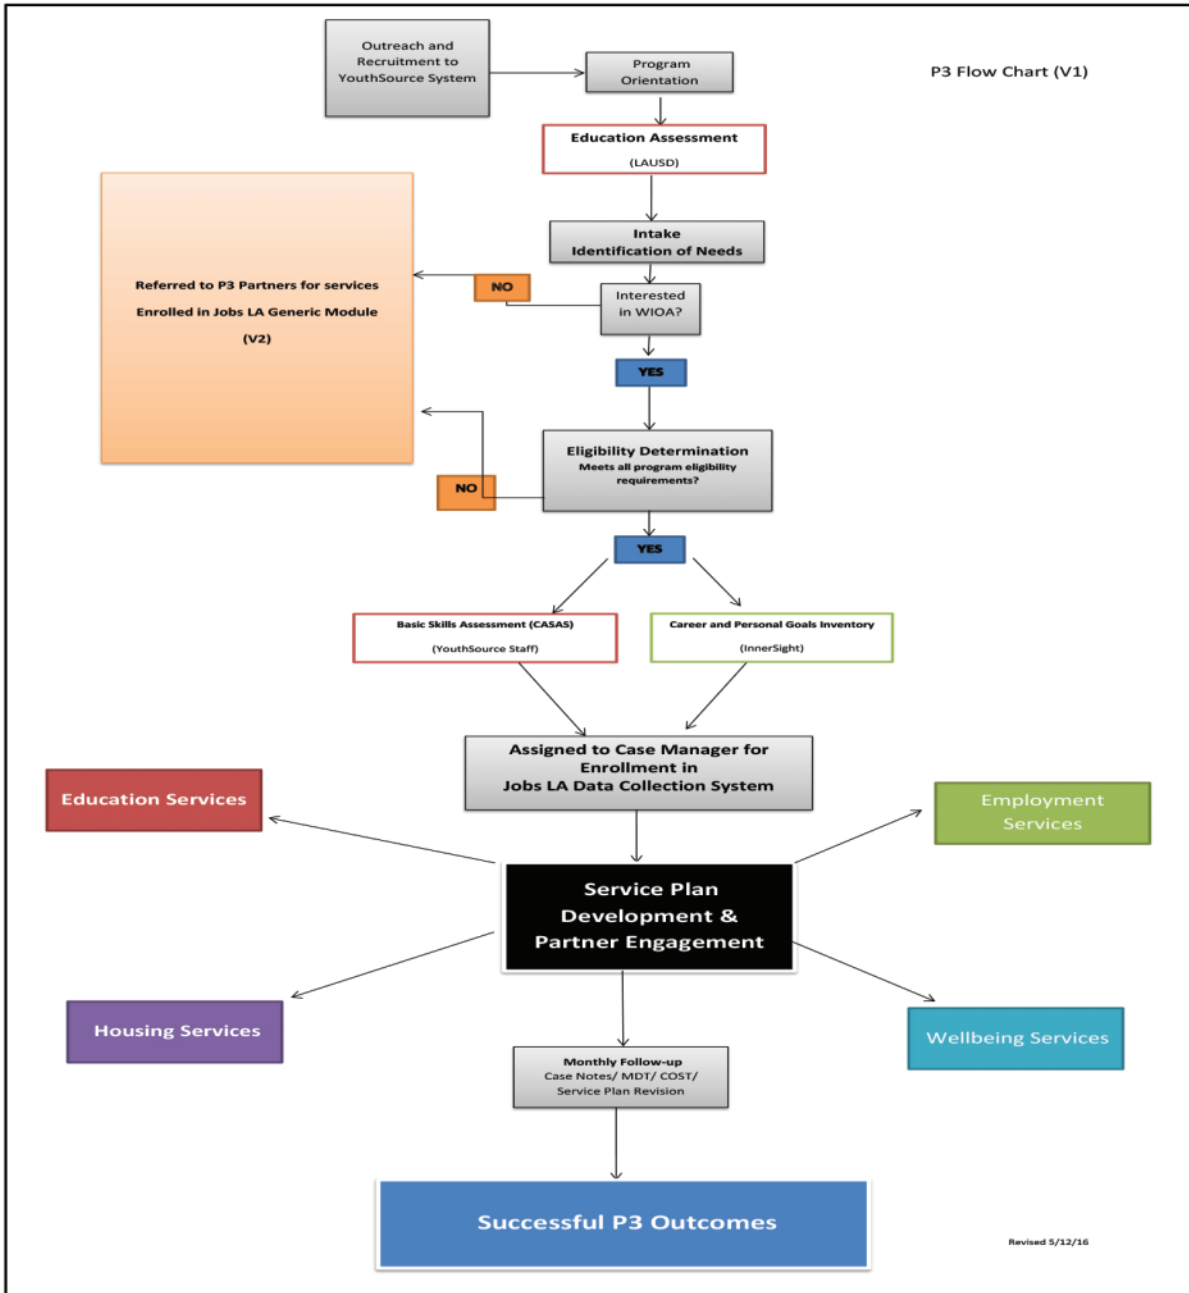 Outreach and
Recruitment to
YouthSource System
Program
Orientation
P3 Flow Chart (V1)
Education Assessment
(LAUSD)
Intake
Identification of Needs
Referred to P3 Partners for services
Enrolled in Jobs LA Generic Module
(V2)
NO
Interested
in WIOA?
YES
Eligibility Determination
Meets all program eligibility
requirements?
NO
YES
Basic Skills Assessment (CASAS)
(YouthSource Staff)
Career and Personal Goals Inventory
(InnerSight)
Assigned to Case Manager for
Enrollment in
Jobs LA Data Collection System
Education Services
Employment
Services
Service Plan
Development &
Partner Engagement
Housing Services
Wellbeing Services
Monthly Follow-up
Case Notes/ MDT/ COST/
Service Plan Revision
Successful P3 Outcomes
Revised 5/12/16